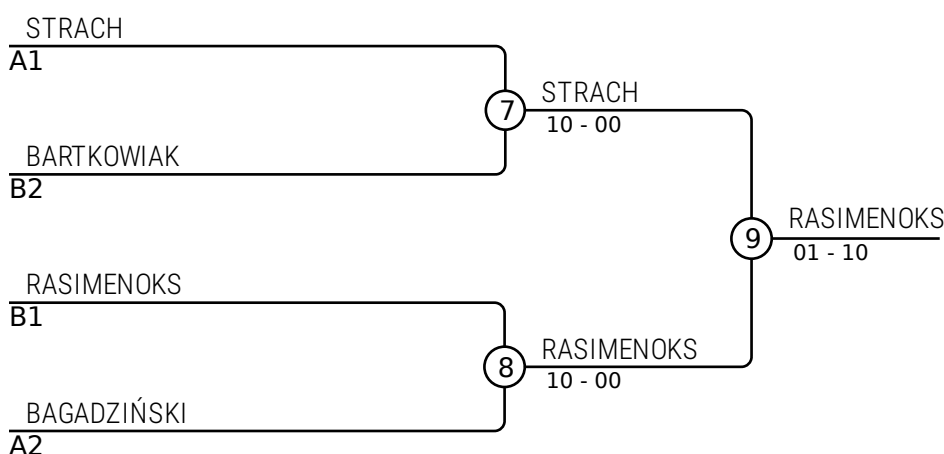 STRACH
A1
7
STRACH
10 - 00
BARTKOWIAK
B2
9
RASIMENOKS
01 - 10
RASIMENOKS
B1
8
RASIMENOKS
10 - 00
BAGADZIŃSKI
A2